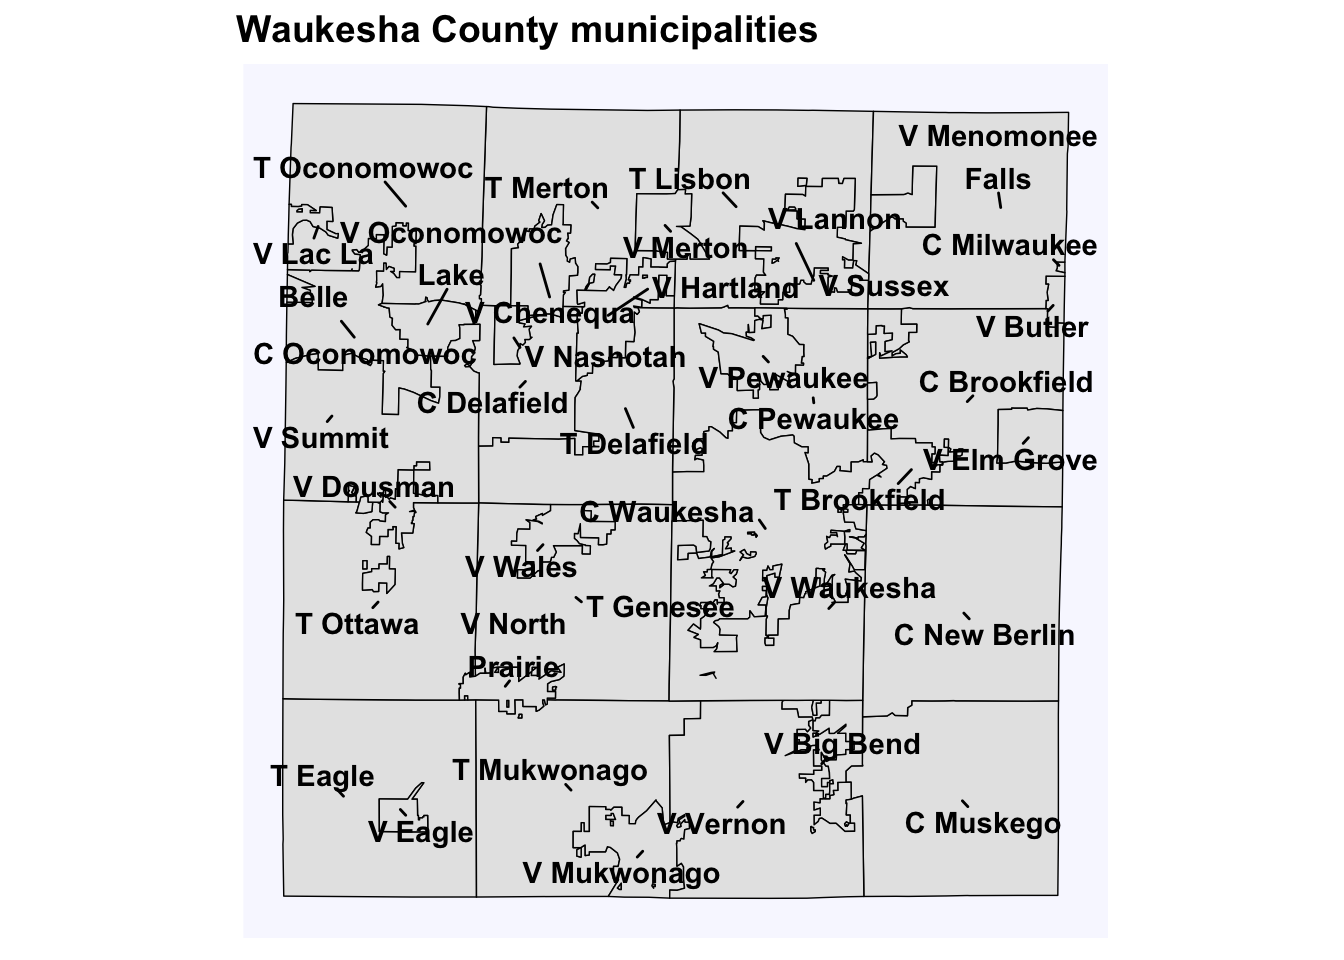 Waukesha County municipalities
V Menomonee
Falls
T Oconomowoc
T Merton
T Lisbon
V Lannon
V Oconomowoc
Lake
V Merton
C Milwaukee
V Lac La
Belle
V Hartland
V Sussex
V Chenequa
V Butler
C Oconomowoc
V Nashotah
V Pewaukee
C Brookfield
C Delafield
C Pewaukee
V Summit
T Delafield
V Elm Grove
V Dousman
T Brookfield
C Waukesha
V Wales
V Waukesha
T Genesee
T Ottawa
V North
Prairie
C New Berlin
V Big Bend
T Eagle
T Mukwonago
V Eagle
V Vernon
C Muskego
V Mukwonago